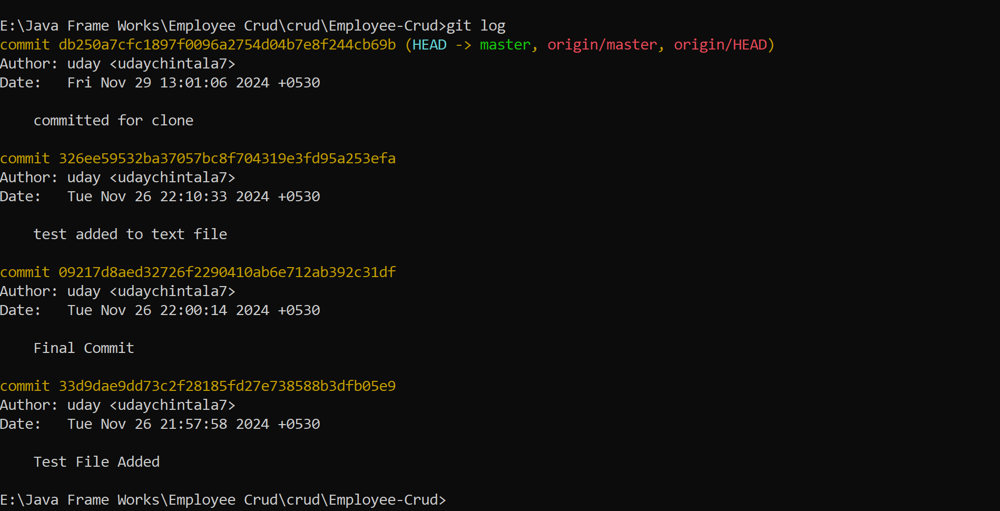 E:\Java Frame Works\Employee Crud\crud\Employee-Crud>git log
commit db250a7cfc1897f0096a2754d04b7e8f244cb69b (HEAD -> master, origin/master, origin/HEAD)
Author: uday <udaychintala7>
Date:   Fri Nov 29 13:01:06 2024 +0530
    committed for clone
commit 326ee59532ba37057bc8f704319e3fd95a253efa
Author: uday <udaychintala7>
Date:   Tue Nov 26 22:10:33 2024 +0530
    test added to text file
commit 09217d8aed32726f2290410ab6e712ab392c31df
Author: uday <udaychintala7>
Date:   Tue Nov 26 22:00:14 2024 +0530
    Final Commit
commit 33d9dae9dd73c2f28185fd27e738588b3dfb05e9
Author: uday <udaychintala7>
Date:   Tue Nov 26 21:57:58 2024 +0530
    Test File Added
E:\Java Frame Works\Employee Crud\crud\Employee-Crud>